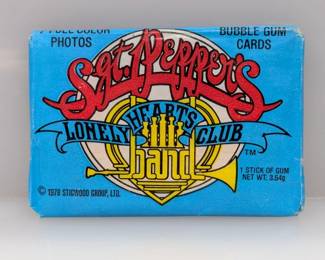 7 FULL COLOR PHOTOS
BUBBLE GUM CARDS
Sgt. Pepper's
LONELY HEARTS CLUB
band
TM
1 STICK OF GUM
NET WT. 3.54g
© 1978 STIGWOOD GROUP, LTD.